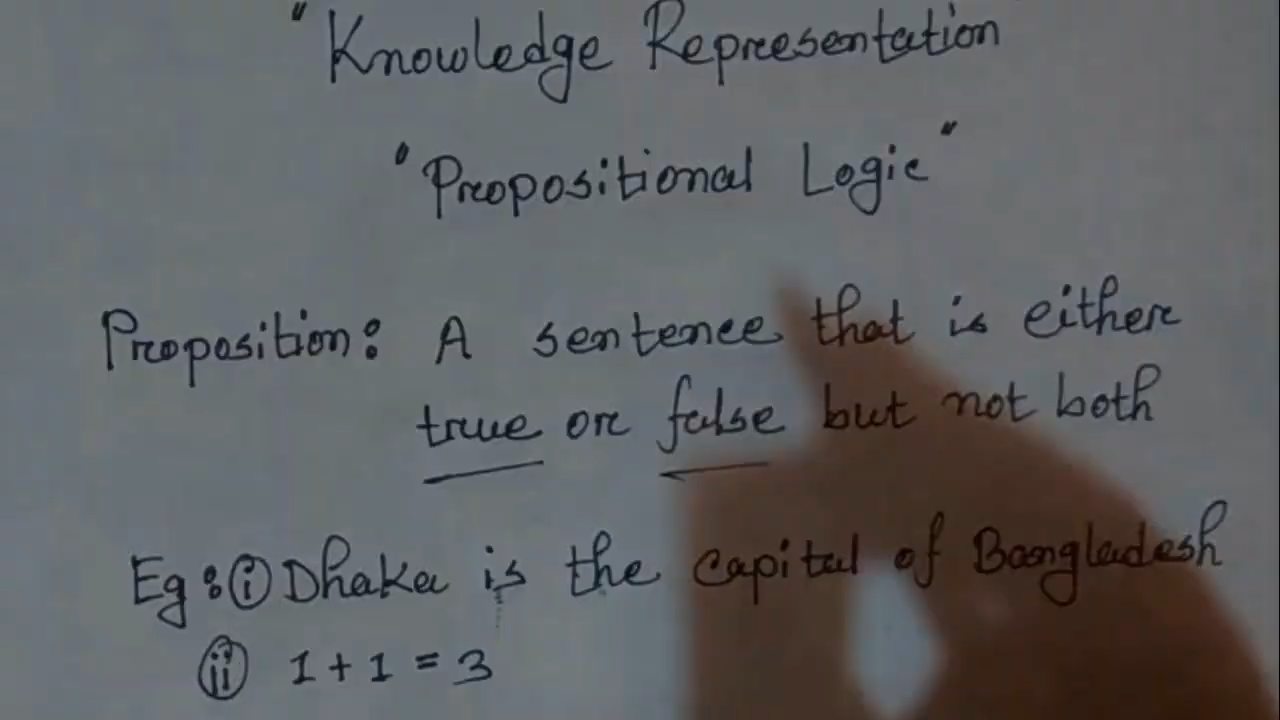 "Knowledge Representation
"Propositional Logic"
Proposition: A sentence that is either
true or false but not both
Eg: (i) Dhaka is the capital of Bangladesh
(ii) 1 + 1 = 3